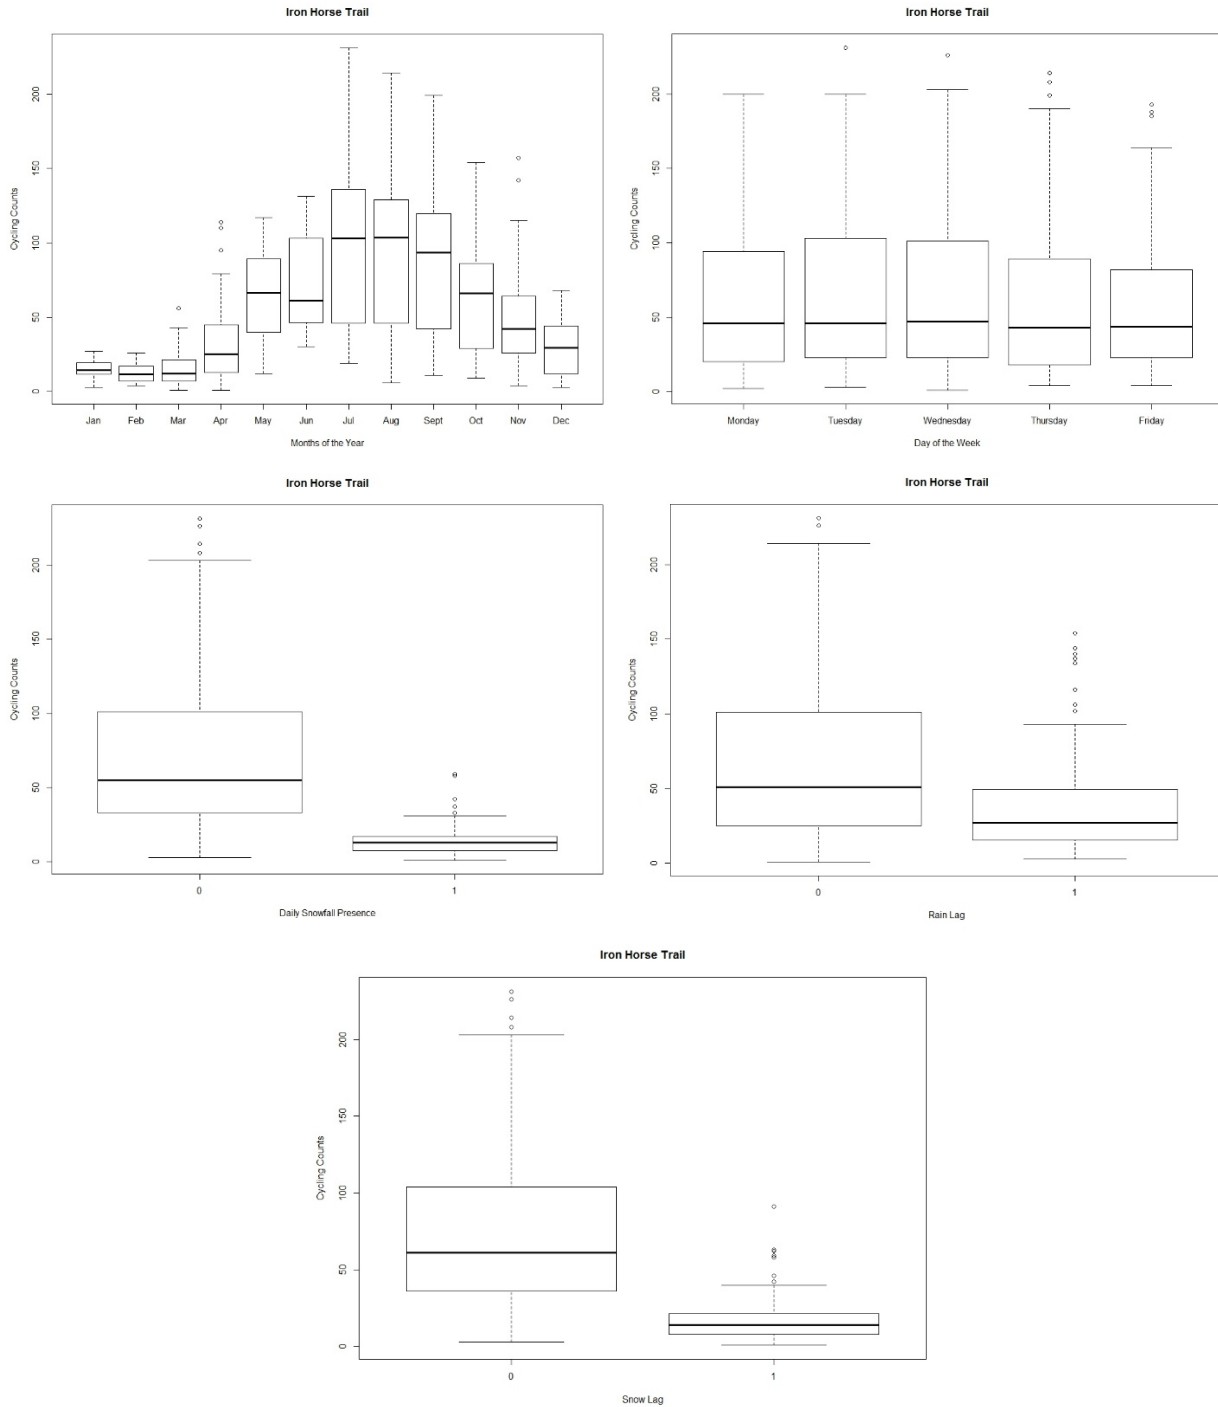 Iron Horse Trail
Cycling Counts
200
150
100
50
0
Jan Feb Mar Apr May Jun Jul Aug Sept Oct Nov Dec
Months of the Year
Iron Horse Trail
Cycling Counts
200
150
100
50
0
Monday Tuesday Wednesday Thursday Friday
Day of the Week
Iron Horse Trail
Cycling Counts
200
150
100
50
0
0 1
Daily Snowfall Presence
Iron Horse Trail
Cycling Counts
200
150
100
50
0
0 1
Rain Lag
Iron Horse Trail
Cycling Counts
200
150
100
50
0
0 1
Snow Lag